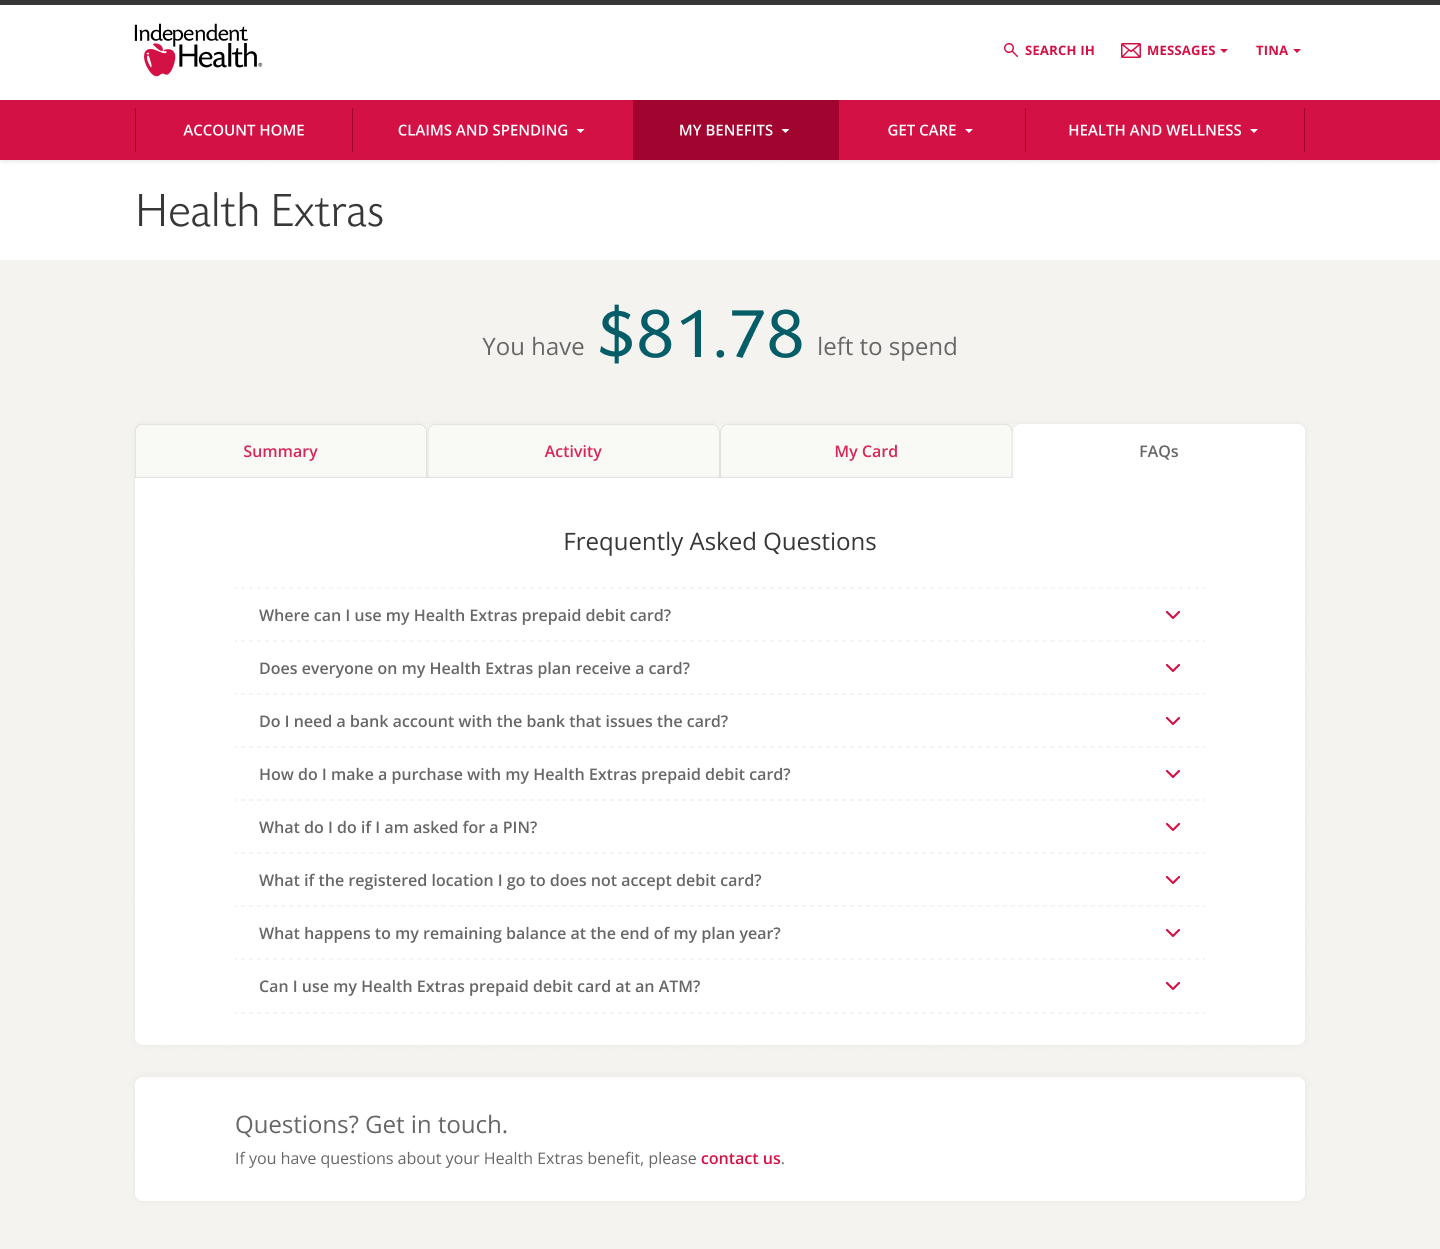 Independent
Health.
SEARCH IH
MESSAGES
TINA
ACCOUNT HOME
CLAIMS AND SPENDING
MY BENEFITS
GET CARE
HEALTH AND WELLNESS
Health Extras
You have $81.78 left to spend
Summary
Activity
My Card
FAQs
Frequently Asked Questions
Where can I use my Health Extras prepaid debit card?
Does everyone on my Health Extras plan receive a card?
Do I need a bank account with the bank that issues the card?
How do I make a purchase with my Health Extras prepaid debit card?
What do I do if I am asked for a PIN?
What if the registered location I go to does not accept debit card?
What happens to my remaining balance at the end of my plan year?
Can I use my Health Extras prepaid debit card at an ATM?
Questions? Get in touch.
If you have questions about your Health Extras benefit, please contact us.